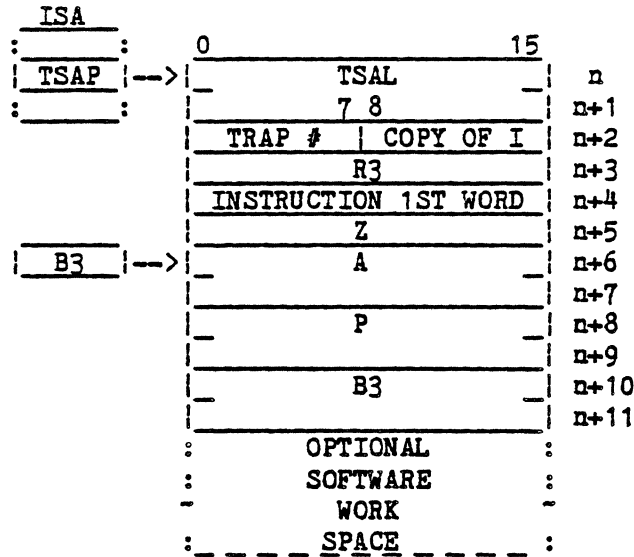 ISA
0 15
TSAP --> TSAL n
7 8 n+1
TRAP # | COPY OF I n+2
R3 n+3
INSTRUCTION 1ST WORD n+4
Z n+5
B3 --> A n+6
n+7
P n+8
n+9
B3 n+10
n+11
OPTIONAL
SOFTWARE
WORK
SPACE